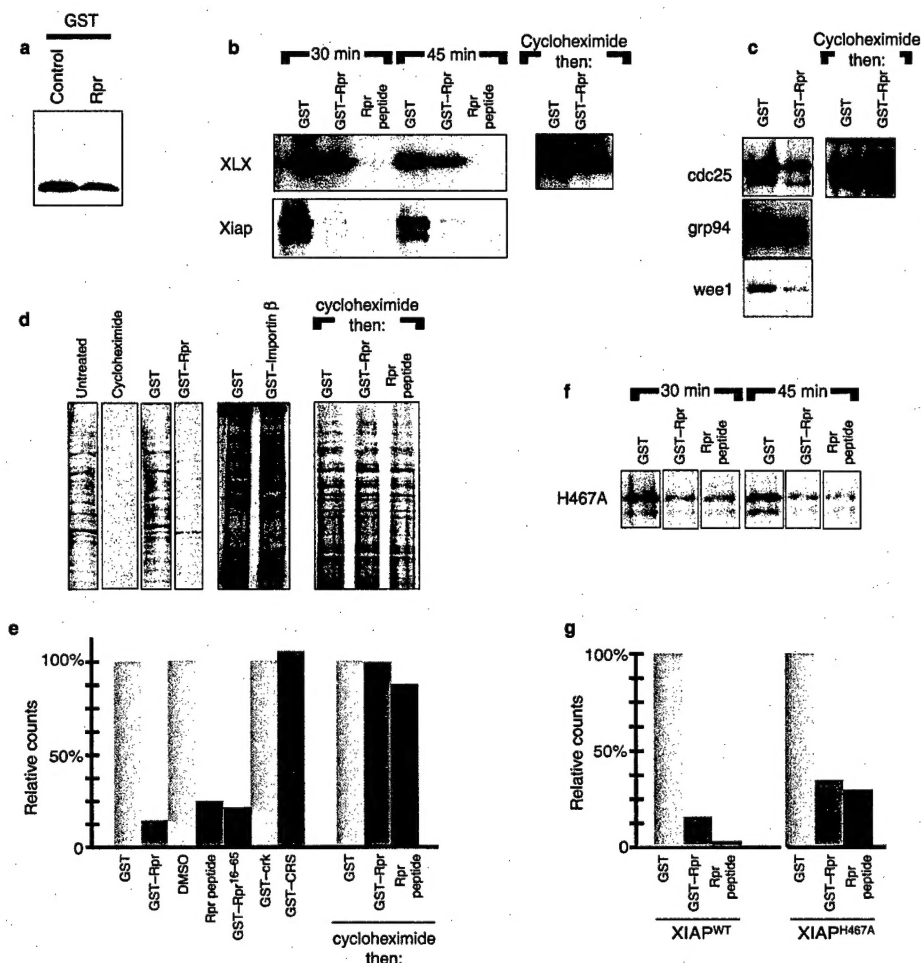 a
GST
Control
Rpr
b
30 min
45 min
GST
GST–Rpr
Rpr peptide
GST
GST–Rpr
Rpr peptide
Cycloheximide
then:
GST
GST–Rpr
XLX
Xiap
c
GST
GST–Rpr
Cycloheximide
then:
GST
GST–Rpr
cdc25
grp94
wee1
d
Untreated
Cycloheximide
GST
GST–Rpr
GST
GST–Importin β
cycloheximide
then:
GST
GST–Rpr
Rpr
peptide
f
30 min
45 min
GST
GST–Rpr
Rpr
peptide
GST
GST–Rpr
Rpr
peptide
H467A
e
Relative counts
100%
50%
0
GST
GST–Rpr
DMSO
Rpr peptide
GST–Rpr16–65
GST–crk
GST–CRS
GST
GST–Rpr
Rpr
peptide
cycloheximide
then:
g
Relative counts
100%
50%
0
GST
GST–Rpr
Rpr
peptide
XIAPWT
100%
50%
0
GST
GST–Rpr
Rpr
peptide
XIAPH467A